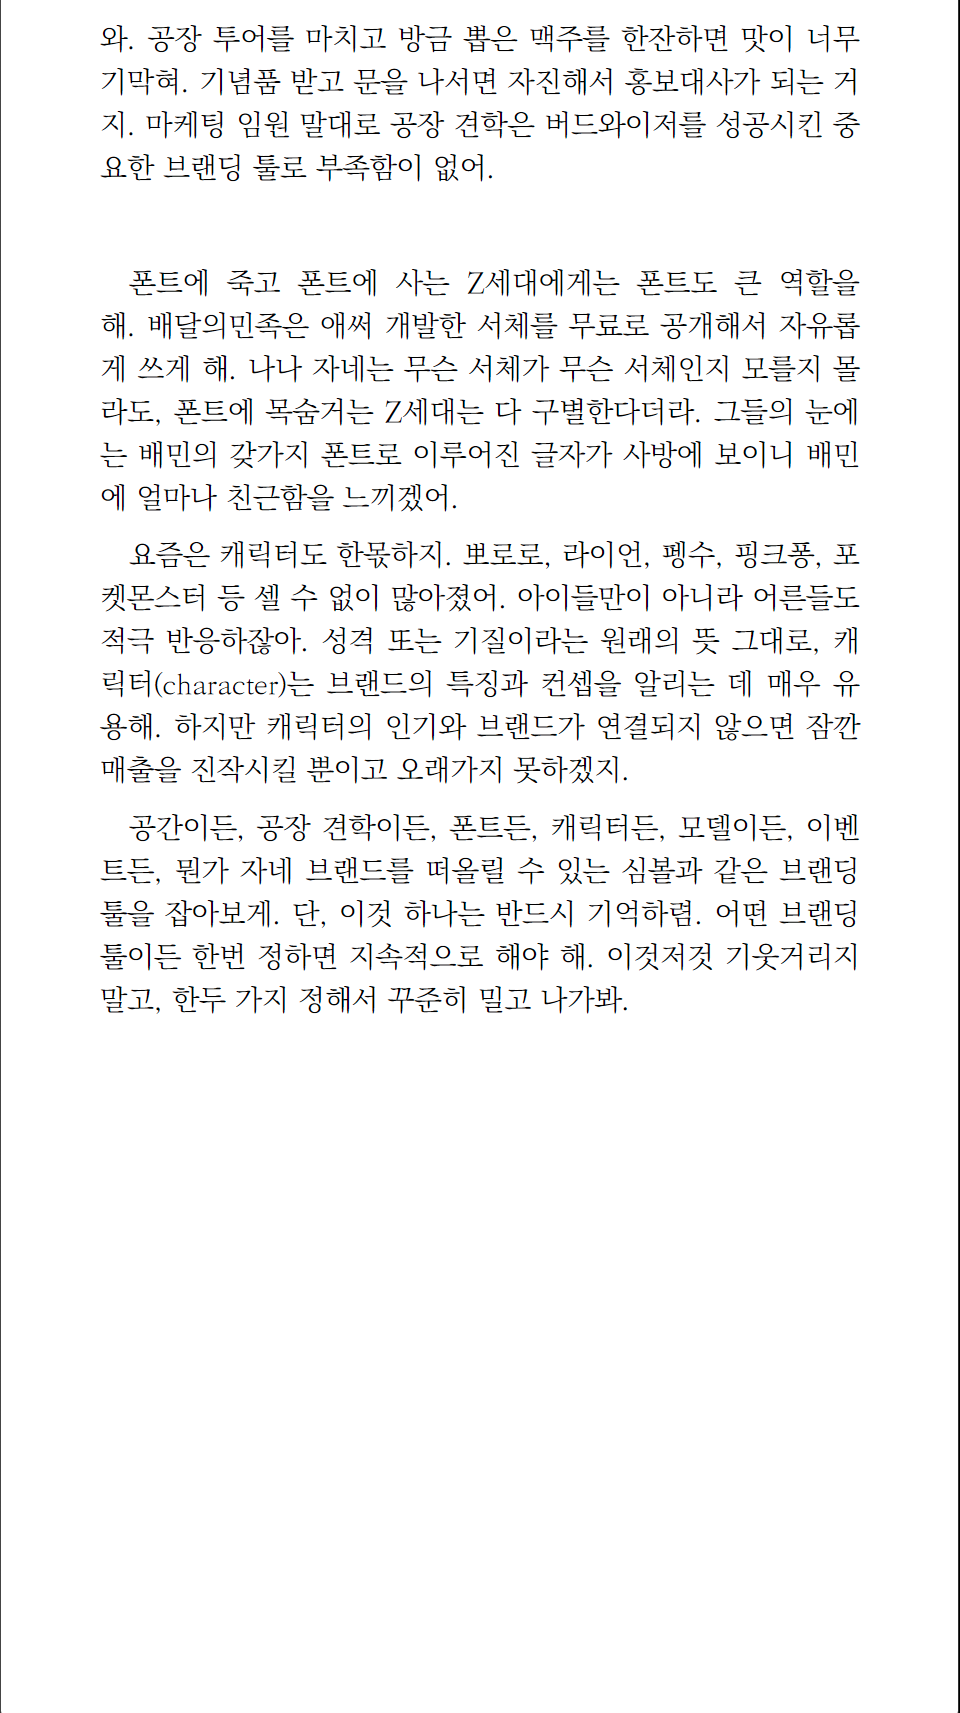 와. 공장 투어를 마치고 방금 뽑은 맥주를 한잔하면 맛이 너무
기막혀. 기념품 받고 문을 나서면 자진해서 홍보대사가 되는 거
지. 마케팅 임원 말대로 공장 견학은 버드와이저를 성공시킨 중
요한 브랜딩 툴로 부족함이 없어.
폰트에 죽고 폰트에 사는 Z세대에게는 폰트도 큰 역할을
해. 배달의민족은 애써 개발한 서체를 무료로 공개해서 자유롭
게 쓰게 해. 나나 자네는 무슨 서체가 무슨 서체인지 모를지 몰
라도, 폰트에 목숨거는 Z세대는 다 구별한다더라. 그들의 눈에
는 배민의 갖가지 폰트로 이루어진 글자가 사방에 보이니 배민
에 얼마나 친근함을 느끼겠어.
요즘은 캐릭터도 한몫하지. 뽀로로, 라이언, 펭수, 핑크퐁, 포
켓몬스터 등 셀 수 없이 많아졌어. 아이들만이 아니라 어른들도
적극 반응하잖아. 성격 또는 기질이라는 원래의 뜻 그대로, 캐
릭터(character)는 브랜드의 특징과 컨셉을 알리는 데 매우 유
용해. 하지만 캐릭터의 인기와 브랜드가 연결되지 않으면 잠깐
매출을 진작시킬 뿐이고 오래가지 못하겠지.
공간이든, 공장 견학이든, 폰트든, 캐릭터든, 모델이든, 이벤
트든, 뭔가 자네 브랜드를 떠올릴 수 있는 심볼과 같은 브랜딩
툴을 잡아보게. 단, 이것 하나는 반드시 기억하렴. 어떤 브랜딩
툴이든 한번 정하면 지속적으로 해야 해. 이것저것 기웃거리지
말고, 한두 가지 정해서 꾸준히 밀고 나가봐.